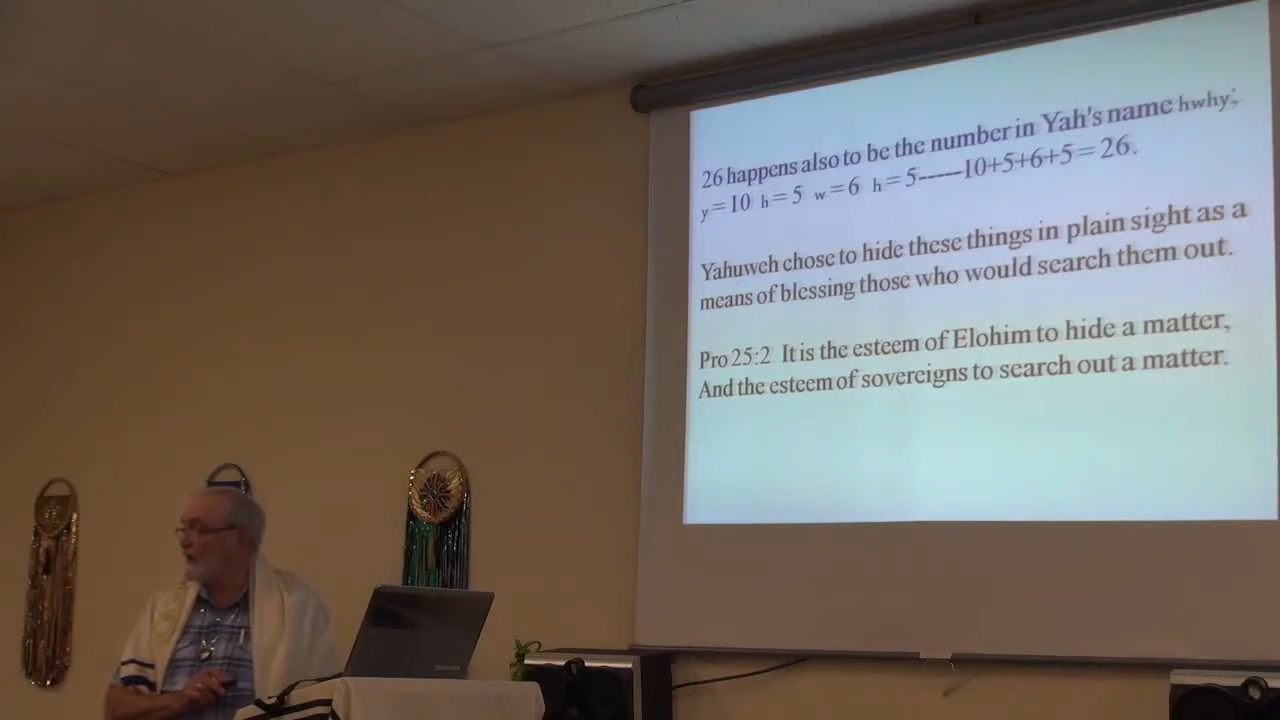 26 happens also to be the number in Yah's name hwhy;
y=10 h=5 w=6 h=5-----10+5+6+5=26.
Yahuweh chose to hide these things in plain sight as a
means of blessing those who would search them out.
Pro 25:2 It is the esteem of Elohim to hide a matter,
And the esteem of sovereigns to search out a matter.